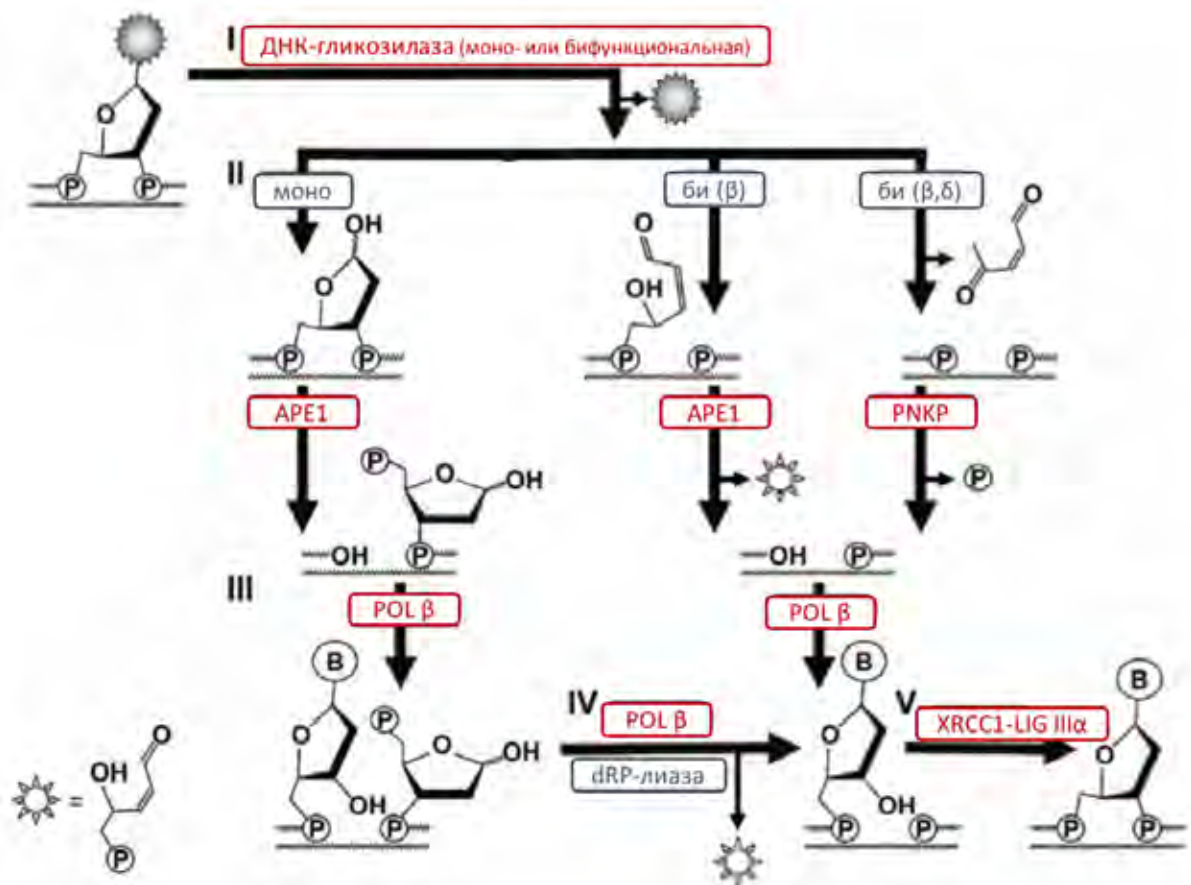 I ДНК-гликозилаза (моно- или бифункциональная)
O
P P
II моно би (β) би (β,δ)
OH
O
O
O
OH
O
P P
P P
P P
APE1 APE1 PNKP
P
O
OH
P
OH P
OH P
III
POL β POL β
B
O
P
O
OH
OH
P P
IV POL β
dRP-лиаза
B
O
OH
P P
V XRCC1-LIG IIIα
B
O
P P
=
OH
O
P